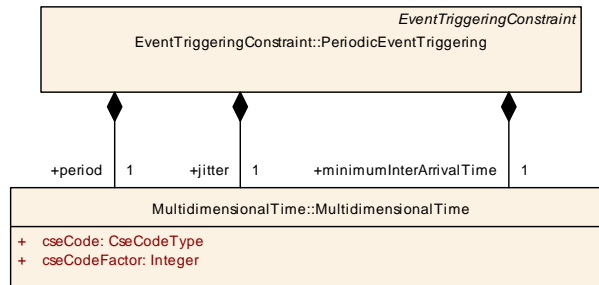 EventTriggeringConstraint
EventTriggeringConstraint::PeriodicEventTriggering
+period 1 +jitter 1 +minimumInterArrivalTime 1
MultidimensionalTime::MultidimensionalTime
+ cseCode: CseCodeType
+ cseCodeFactor: Integer